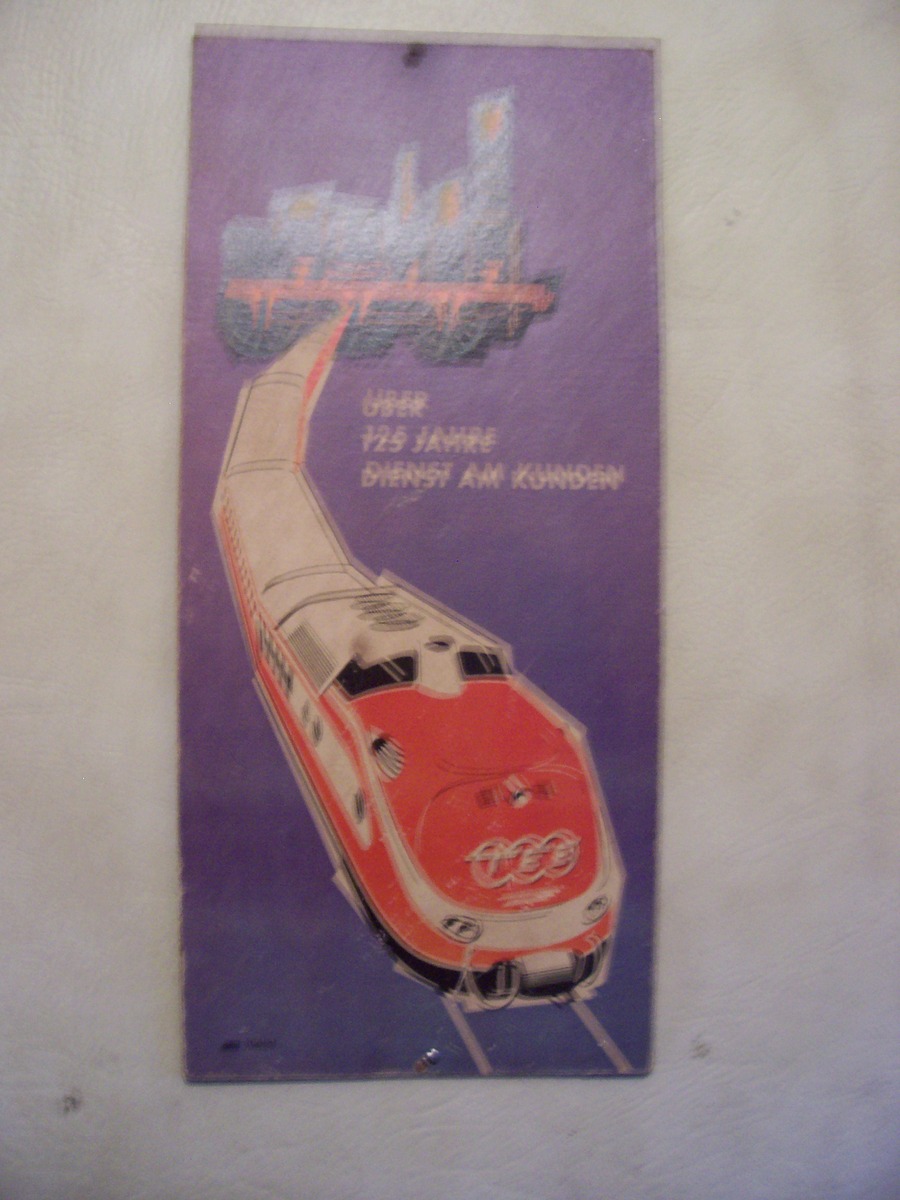 ÜBER
125 JAHRE
DIENST AM KUNDEN
TEE